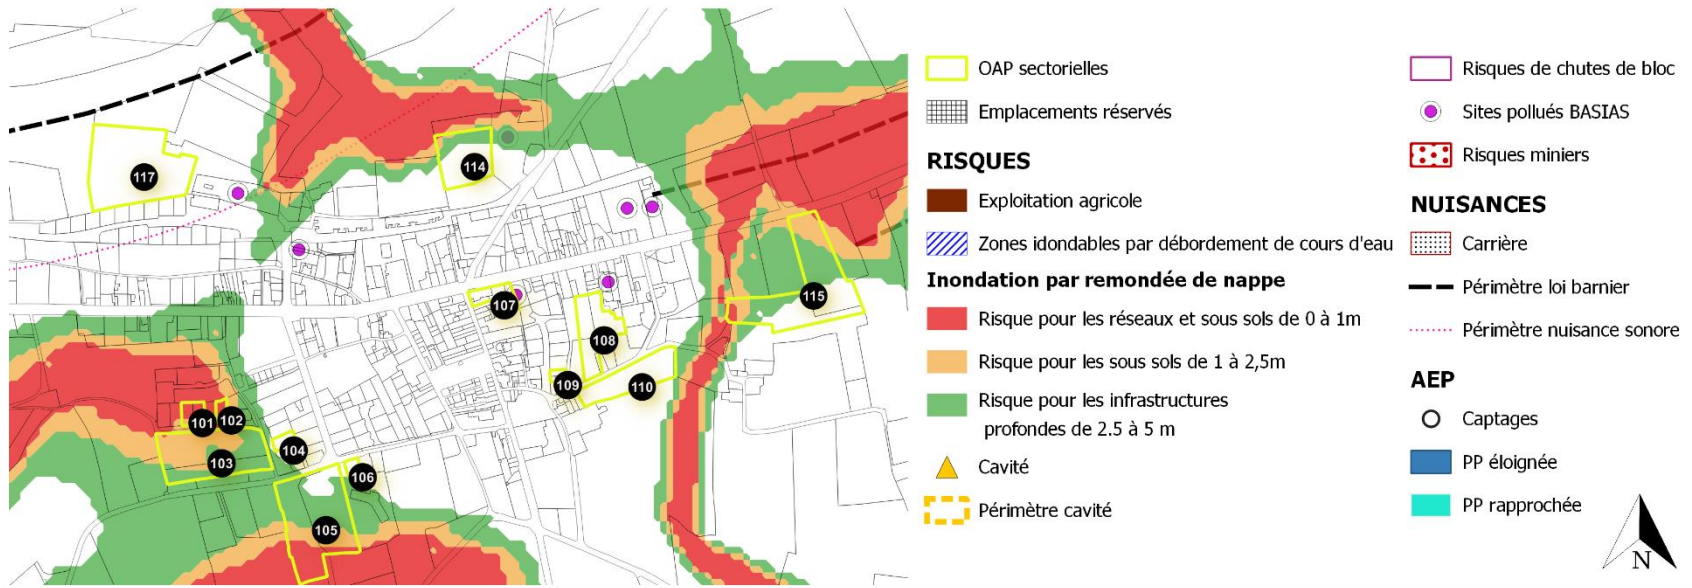 117
114
115
107
108
109
110
101
102
103
104
106
105
OAP sectorielles
Emplacements réservés
RISQUES
Exploitation agricole
Zones idondables par débordement de cours d'eau
Inondation par remondée de nappe
Risque pour les réseaux et sous sols de 0 à 1m
Risque pour les sous sols de 1 à 2,5m
Risque pour les infrastructures
profondes de 2.5 à 5 m
Cavité
Périmètre cavité
Risques de chutes de bloc
Sites pollués BASIAS
Risques miniers
NUISANCES
Carrière
Périmètre loi barnier
Périmètre nuisance sonore
AEP
Captages
PP éloignée
PP rapprochée
N